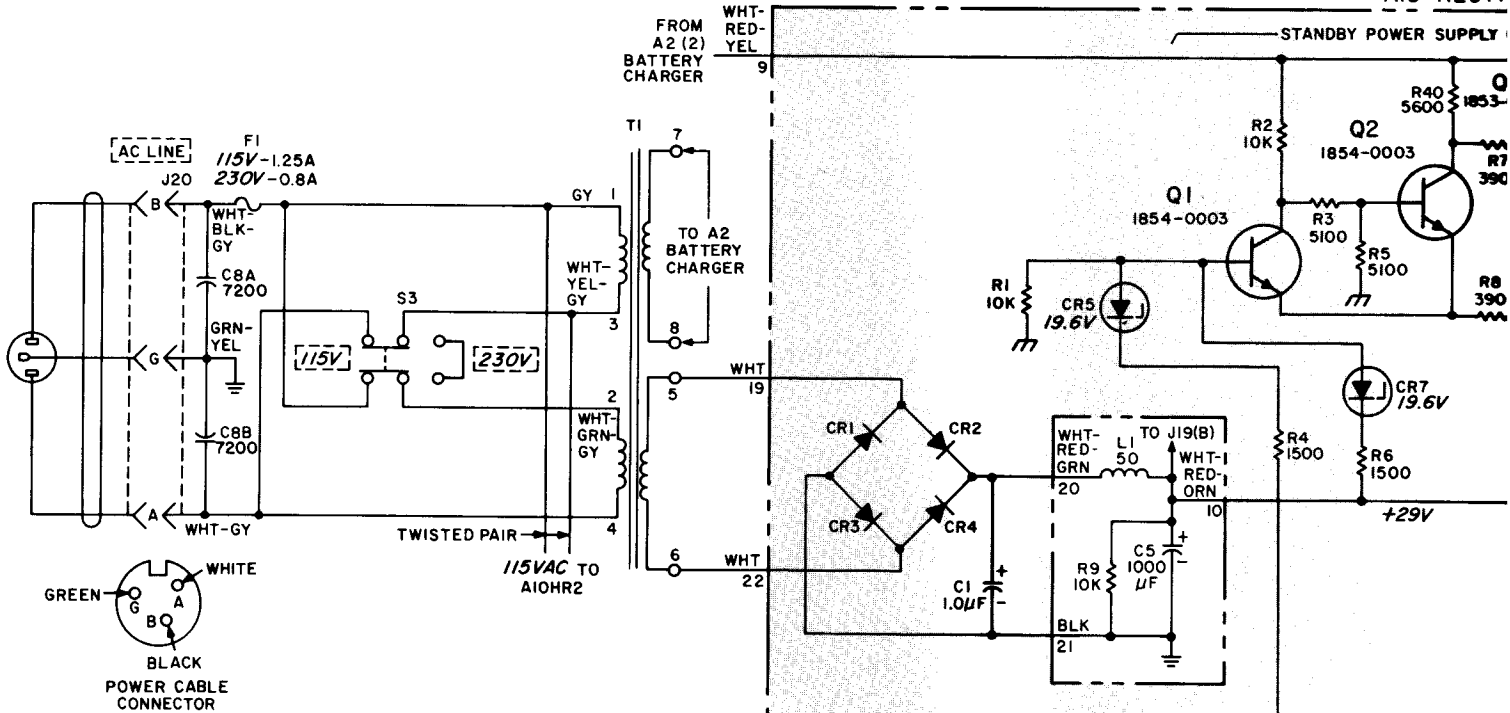 STANDBY POWER SUPPLY
FROM
A2 (2)
BATTERY
CHARGER
WHT-
RED-
YEL
9
AC LINE
J20
F1
115V-1.25A
230V-0.8A
B
WHT-
BLK-
GY
C8A
7200
GRN-
YEL
G
C8B
7200
A
WHT-GY
S3
115V
230V
GY
1
WHT-
YEL-
GY
3
2
WHT-
GRN-
GY
4
T1
7
TO A2
BATTERY
CHARGER
8
5
6
TWISTED PAIR
115VAC TO
A10HR2
WHT
19
WHT
22
CR1
CR2
CR3
CR4
C1
1.0µF
+
-
WHT-
RED-
GRN
20
L1
50
TO J19(B)
WHT-
RED-
ORN
10
R9
10K
C5
1000
µF
+
-
BLK
21
R1
10K
CR5
19.6V
R2
10K
Q1
1854-0003
R3
5100
R5
5100
Q2
1854-0003
R40
5600
Q
1853-
R7
390
R8
390
CR7
19.6V
R4
1500
R6
1500
+29V
GREEN
G
A
WHITE
B
BLACK
POWER CABLE
CONNECTOR